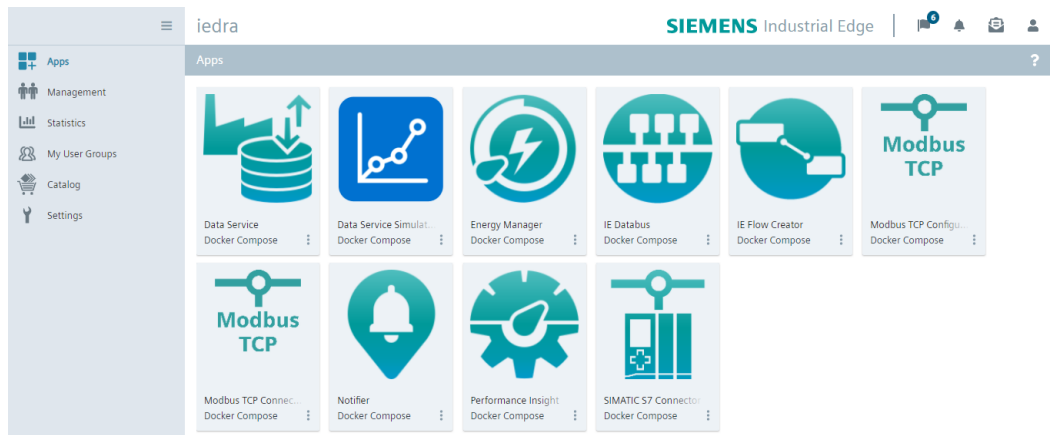 iedra
SIEMENS Industrial Edge
6
Apps
Management
Statistics
My User Groups
Catalog
Settings
Apps
?
Data Service
Docker Compose
Data Service Simulat...
Docker Compose
Energy Manager
Docker Compose
IE Databus
Docker Compose
IE Flow Creator
Docker Compose
Modbus
TCP
Modbus TCP Configu...
Docker Compose
Modbus
TCP
Modbus TCP Connec...
Docker Compose
Notifier
Docker Compose
Performance Insight
Docker Compose
SIMATIC S7 Connector
Docker Compose